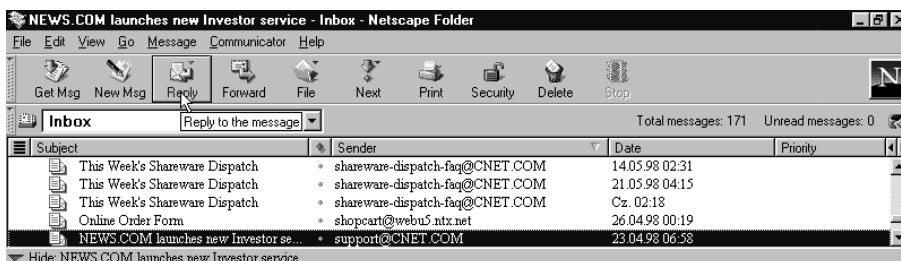 NEWS.COM launches new Investor service - Inbox - Netscape Folder
File Edit View Go Message Communicator Help
Get Msg New Msg Reply Forward File Next Print Security Delete Stop
N
Inbox Reply to the message Total messages: 171 Unread messages: 0
Subject Sender Date Priority
This Week's Shareware Dispatch shareware-dispatch-faq@CNET.COM 14.05.98 02:31
This Week's Shareware Dispatch shareware-dispatch-faq@CNET.COM 21.05.98 04:15
This Week's Shareware Dispatch shareware-dispatch-faq@CNET.COM Cz. 02:18
Online Order Form shopcart@webu5.ntx.net 26.04.98 00:19
NEWS.COM launches new Investor se... support@CNET.COM 23.04.98 06:58
Hide: NEWS.COM launches new Investor service